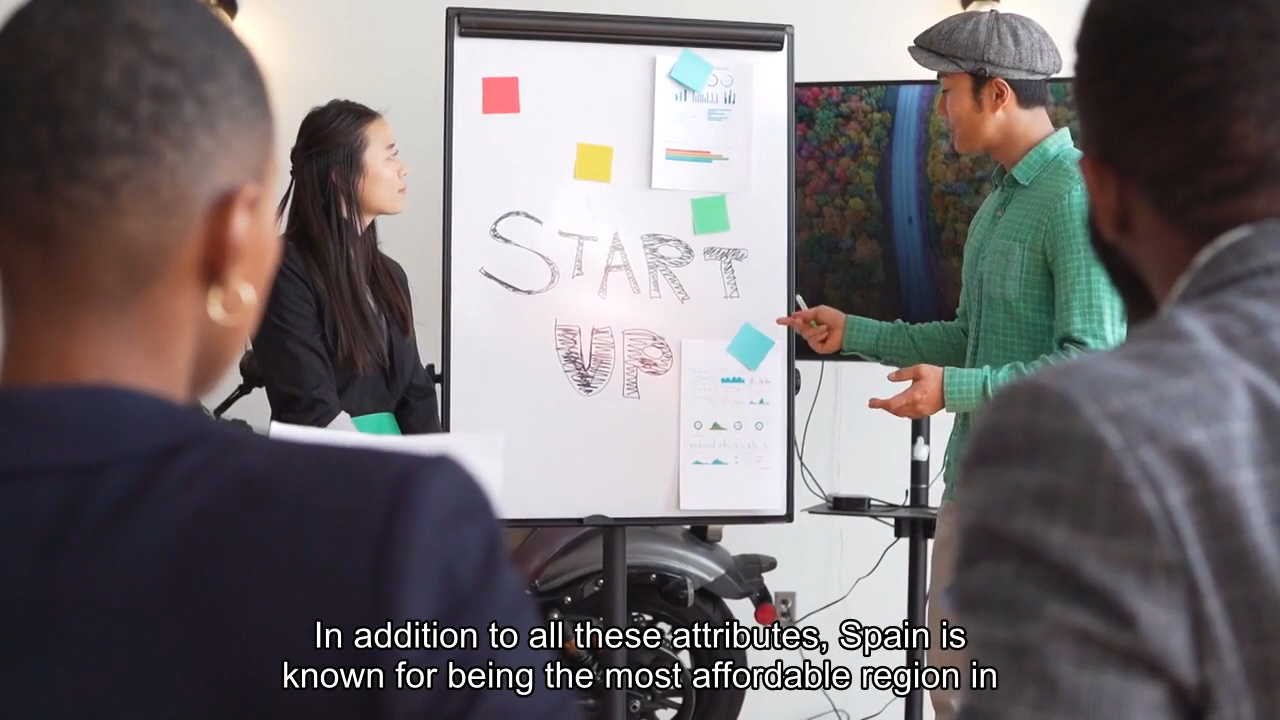 START
UP
In addition to all these attributes, Spain is
known for being the most affordable region in